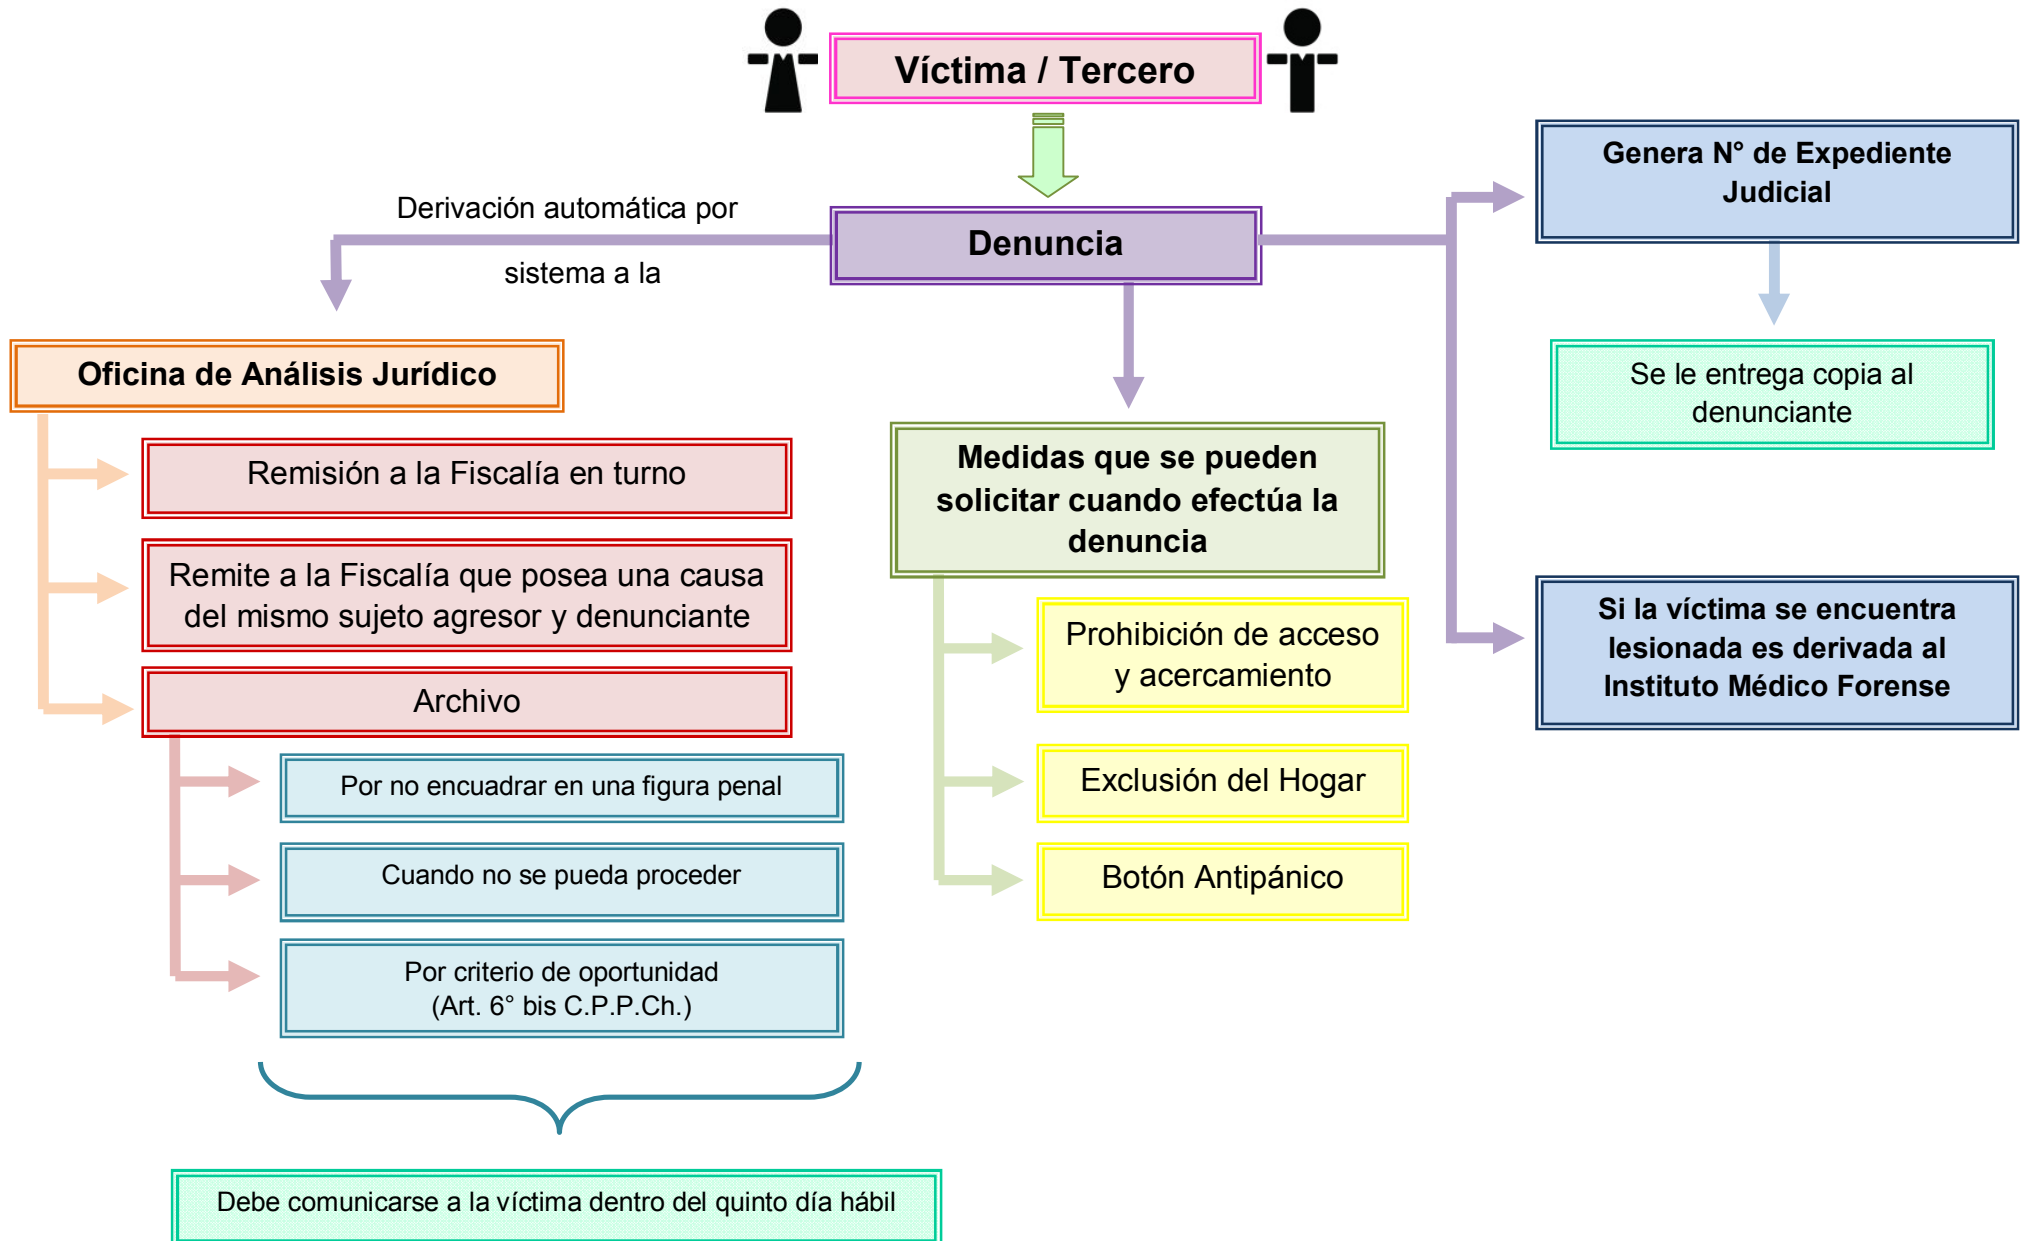 Víctima / Tercero
Derivación automática por
sistema a la
Denuncia
Genera N° de Expediente
Judicial
Se le entrega copia al
denunciante
Si la víctima se encuentra
lesionada es derivada al
Instituto Médico Forense
Oficina de Análisis Jurídico
Remisión a la Fiscalía en turno
Remite a la Fiscalía que posea una causa
del mismo sujeto agresor y denunciante
Archivo
Por no encuadrar en una figura penal
Cuando no se pueda proceder
Por criterio de oportunidad
(Art. 6° bis C.P.P.Ch.)
Debe comunicarse a la víctima dentro del quinto día hábil
Medidas que se pueden
solicitar cuando efectúa la
denuncia
Prohibición de acceso
y acercamiento
Exclusión del Hogar
Botón Antipánico